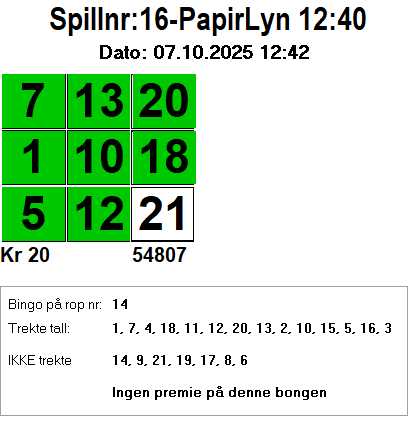 Spillnr:16-PapirLyn 12:40
Dato: 07.10.2025 12:42
7 13 20
1 10 18
5 12 21
Kr 20 54807
Bingo på rop nr: 14
Trekte tall: 1, 7, 4, 18, 11, 12, 20, 13, 2, 10, 15, 5, 16, 3
IKKE trekte 14, 9, 21, 19, 17, 8, 6
Ingen premie på denne bongen